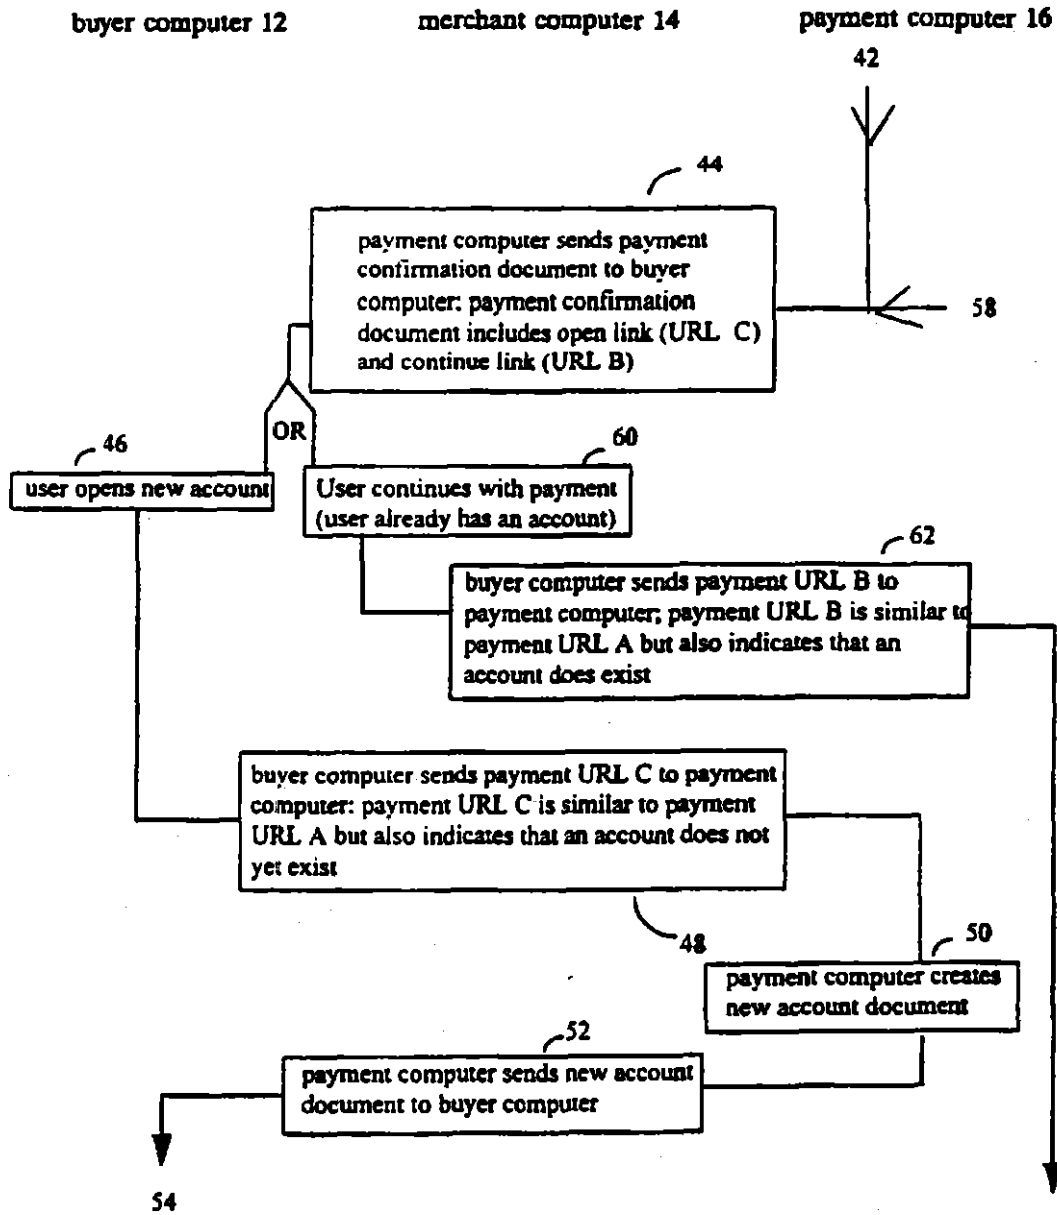 buyer computer 12
merchant computer 14
payment computer 16
42
44
payment computer sends payment
confirmation document to buyer
computer: payment confirmation
document includes open link (URL C)
and continue link (URL B)
58
OR
46
user opens new account
60
User continues with payment
(user already has an account)
62
buyer computer sends payment URL B to
payment computer; payment URL B is similar to
payment URL A but also indicates that an
account does exist
buyer computer sends payment URL C to payment
computer: payment URL C is similar to payment
URL A but also indicates that an account does not
yet exist
48
50
payment computer creates
new account document
52
payment computer sends new account
document to buyer computer
54